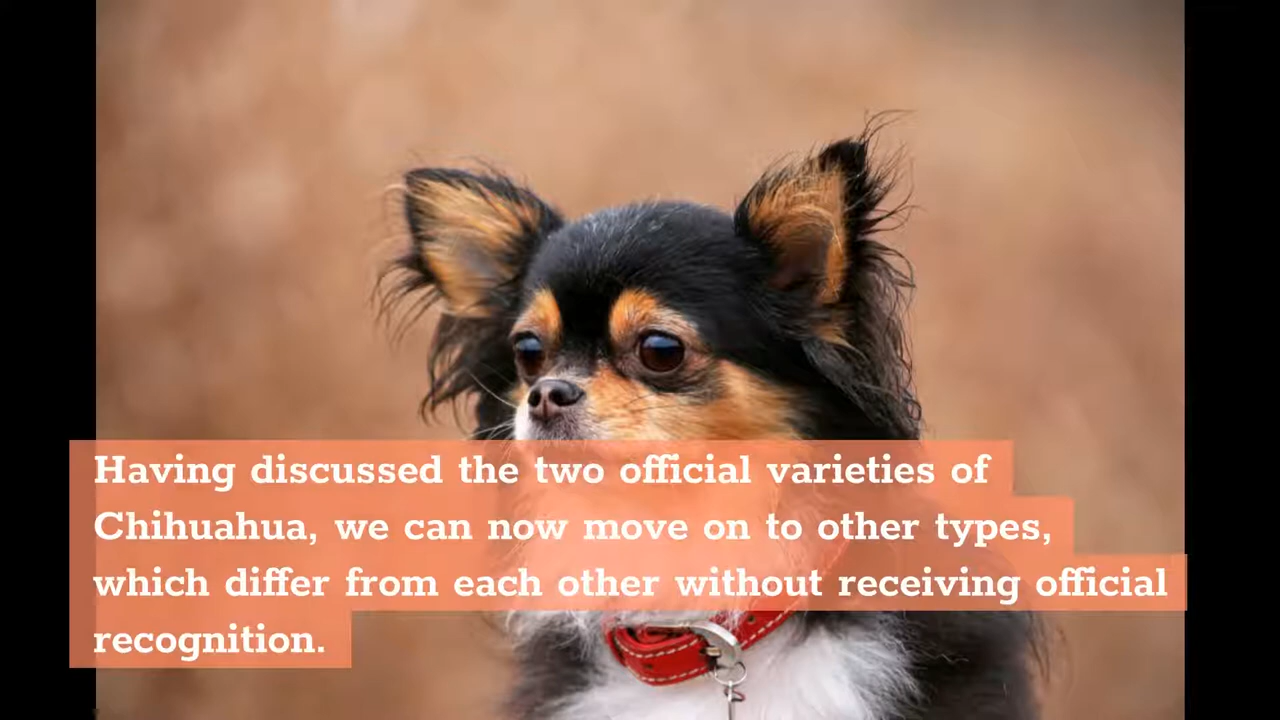 Having discussed the two official varieties of
Chihuahua, we can now move on to other types,
which differ from each other without receiving official
recognition.